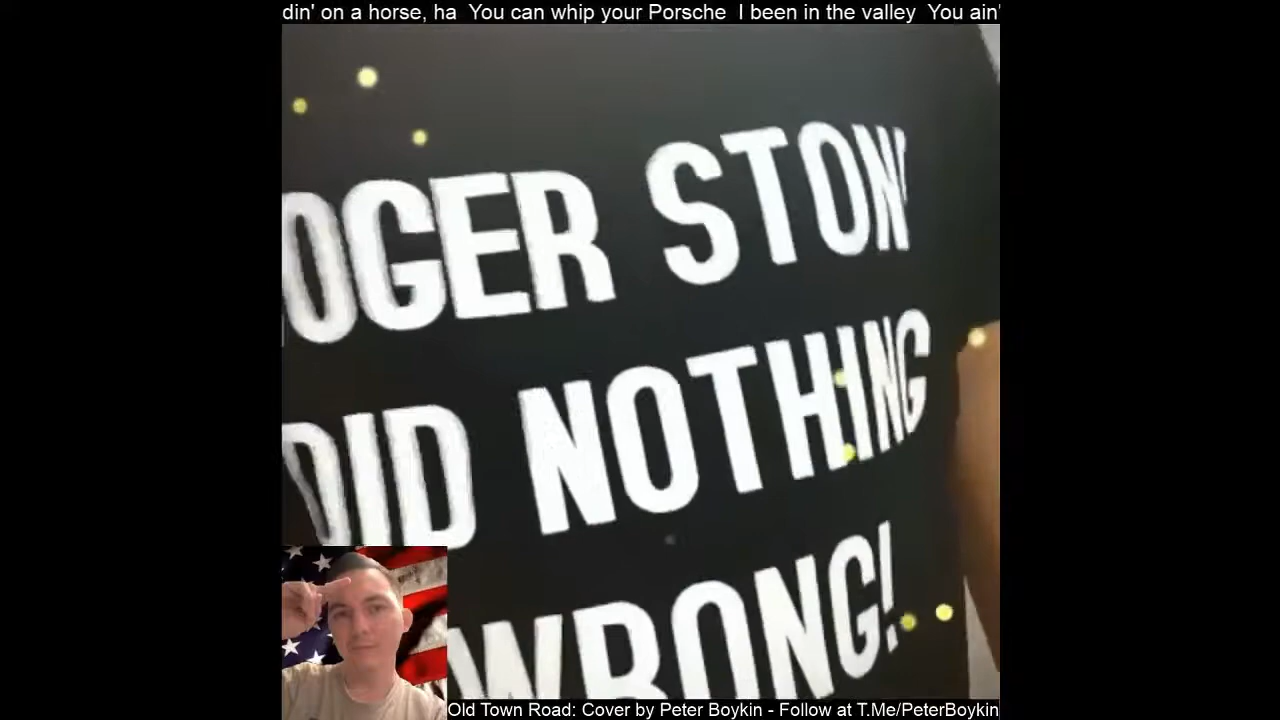 din' on a horse, ha  You can whip your Porsche  I been in the valley  You ain'
OGER STON
DID NOTHING
WRONG!
Old Town Road: Cover by Peter Boykin - Follow at T.Me/PeterBoykin